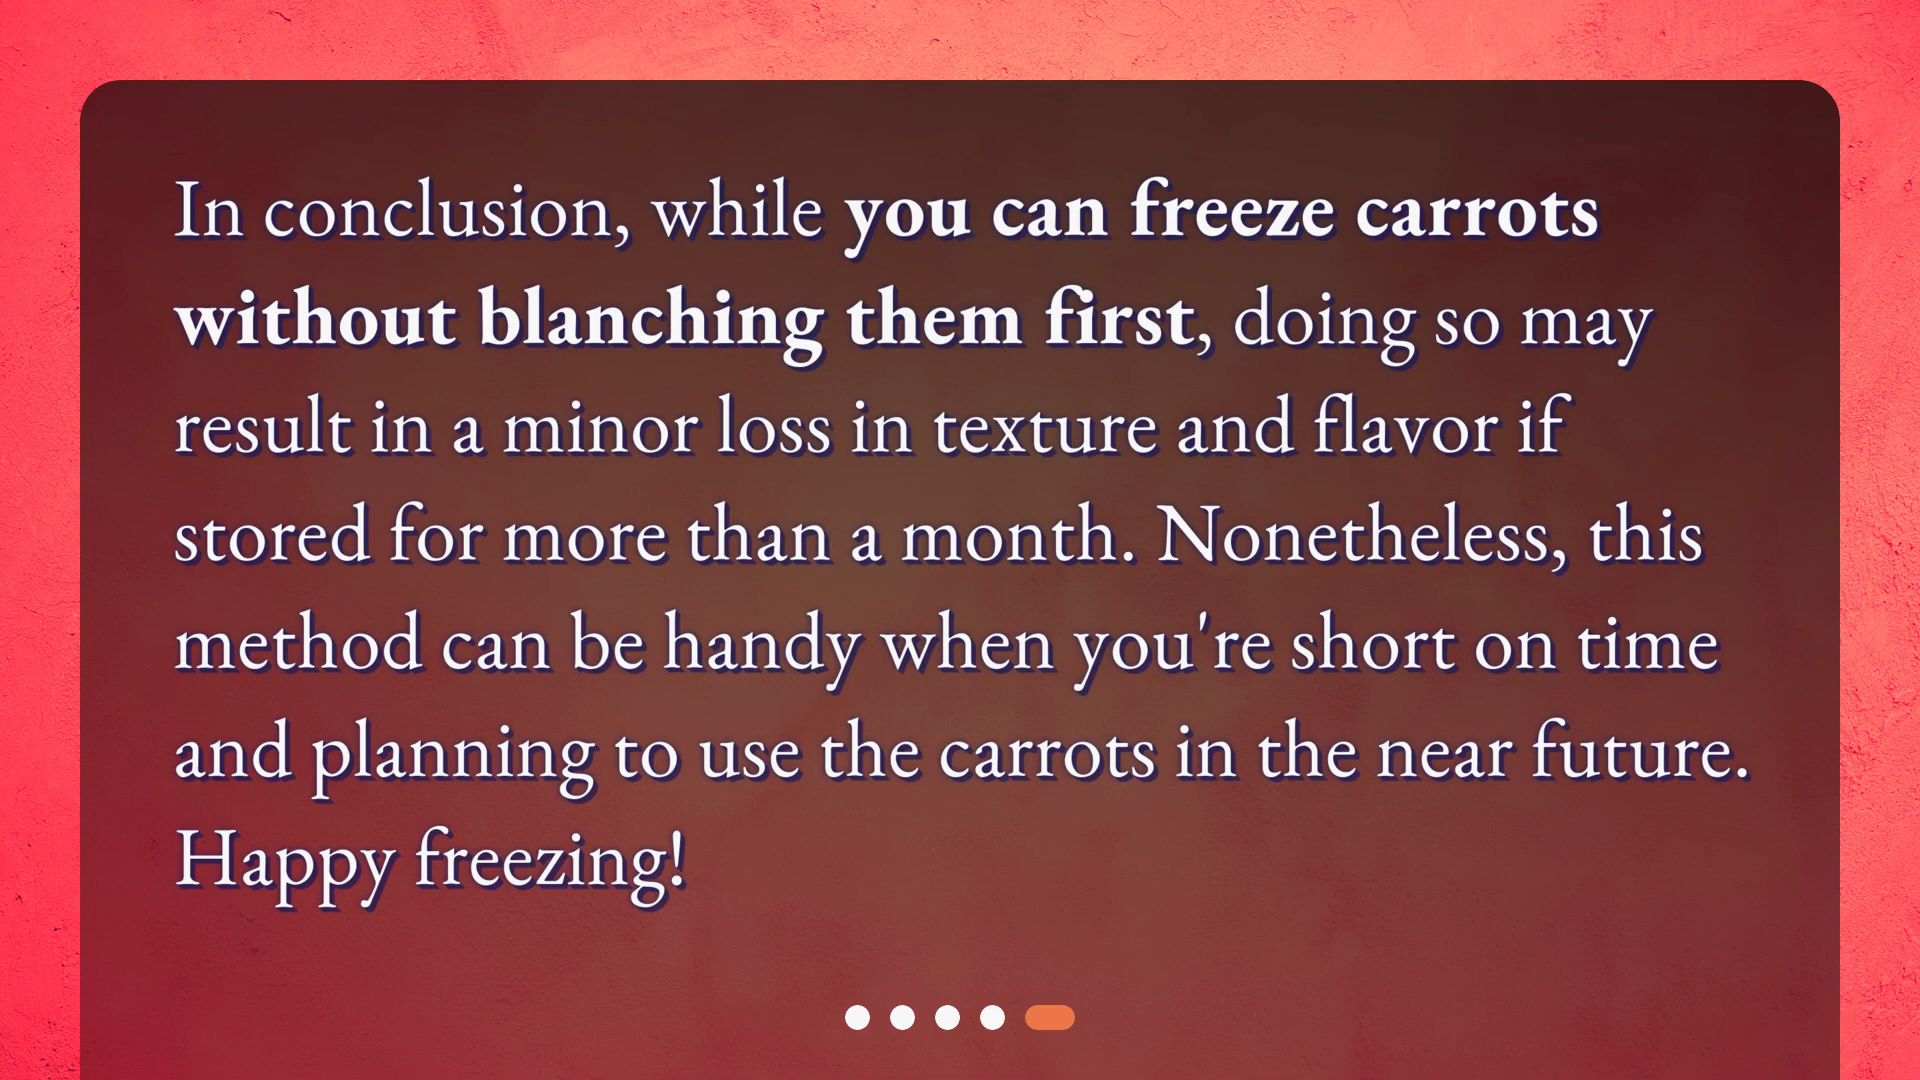 In conclusion, while you can freeze carrots
without blanching them first, doing so may
result in a minor loss in texture and flavor if
stored for more than a month. Nonetheless, this
method can be handy when you're short on time
and planning to use the carrots in the near future.
Happy freezing!